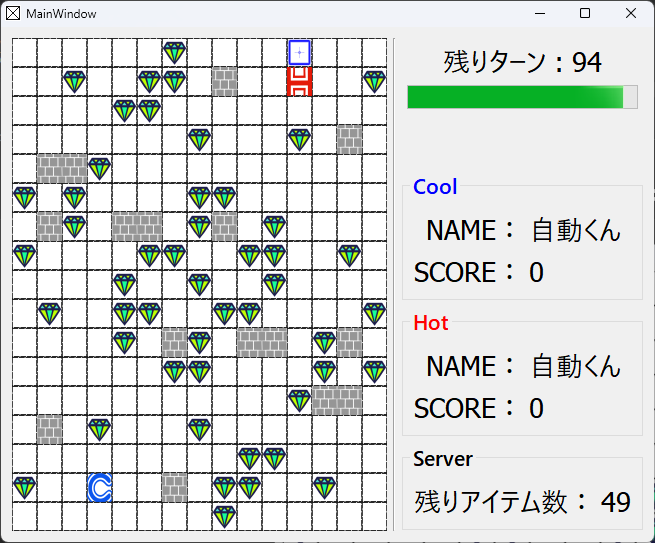 MainWindow
残りターン : 94
Cool
NAME : 自動くん
SCORE : 0
Hot
NAME : 自動くん
SCORE : 0
Server
残りアイテム数 : 49